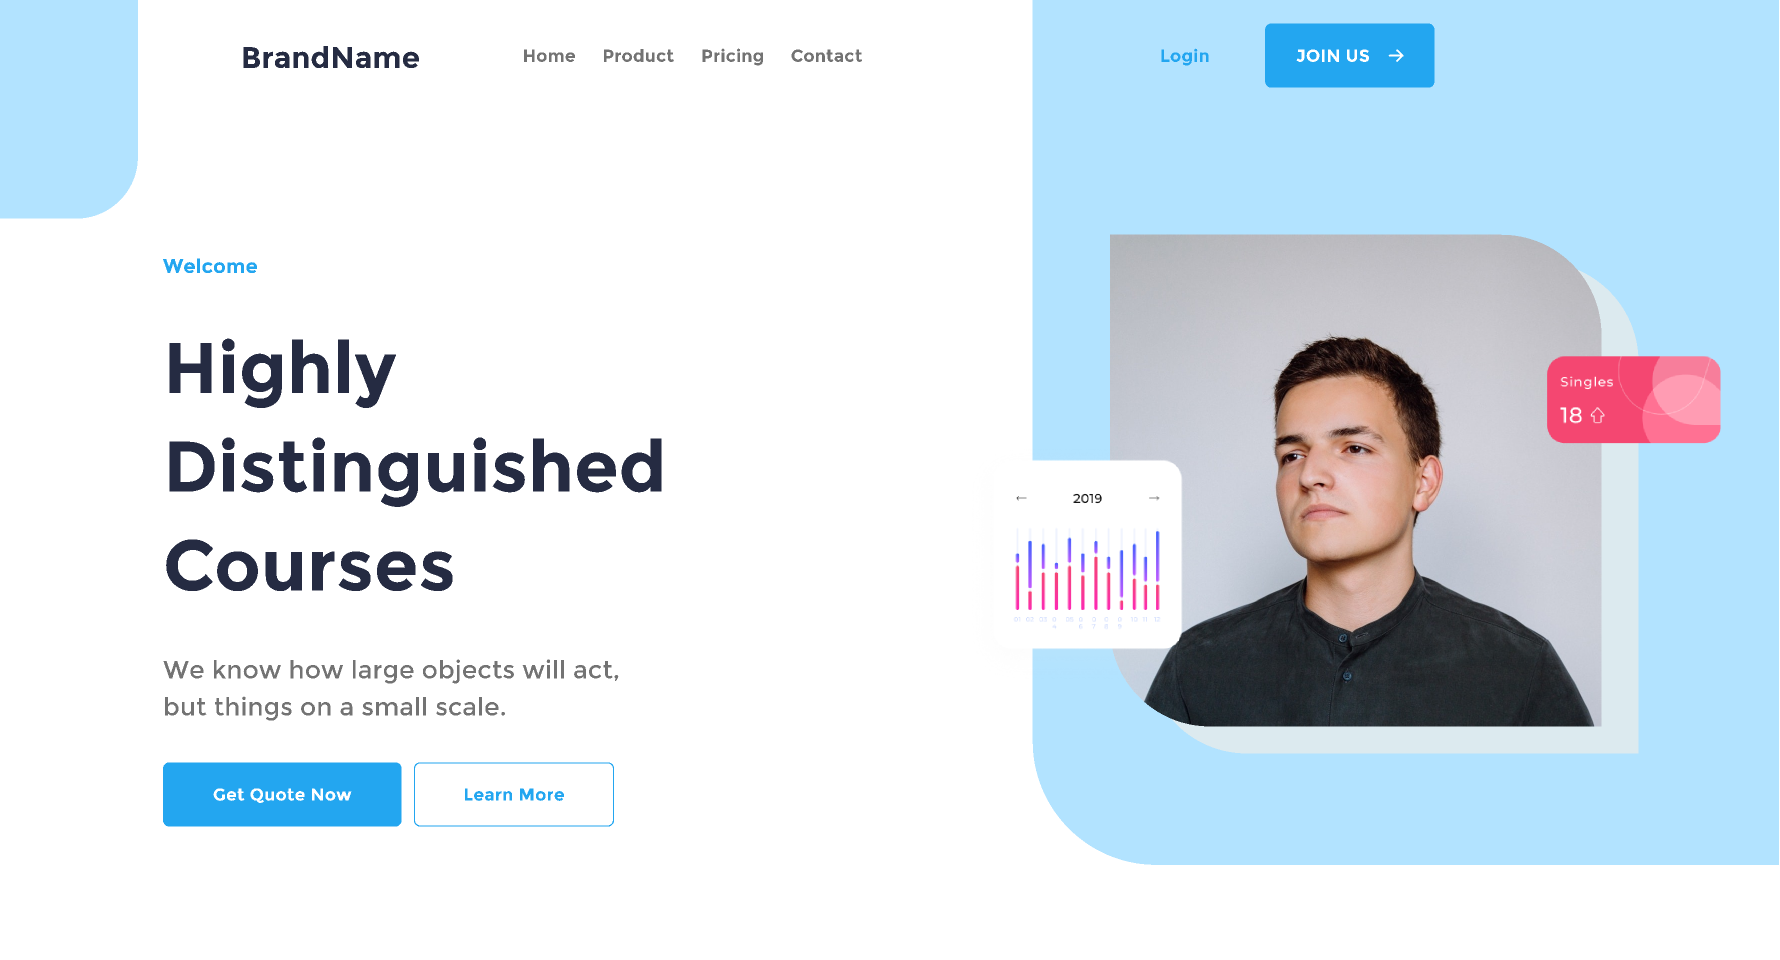 BrandName
Home Product Pricing Contact
Login
JOIN US
Welcome
Highly
Distinguished
Courses
We know how large objects will act,
but things on a small scale.
Get Quote Now
Learn More
Singles
18
2019